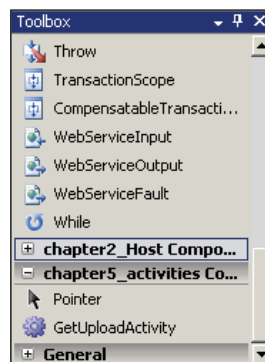 Toolbox
Throw
TransactionScope
CompensatableTransacti...
WebServiceInput
WebServiceOutput
WebServiceFault
While
chapter2_Host Compo...
chapter5_activities Co...
Pointer
GetUploadActivity
General